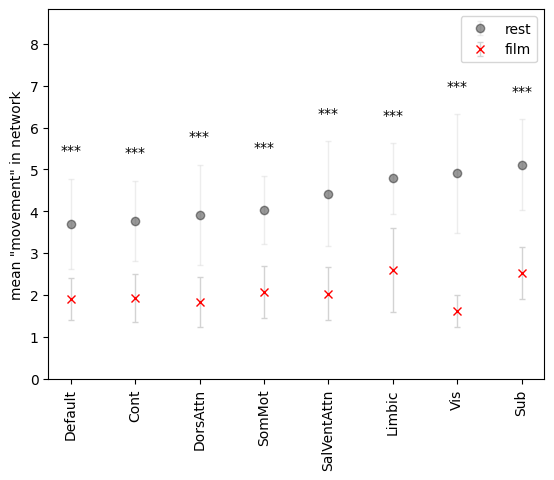 rest
film
mean "movement" in network
8
7
6
5
4
3
2
1
0
*** *** *** *** *** *** *** ***
Default Cont DorsAttn SomMot SalVentAttn Limbic Vis Sub